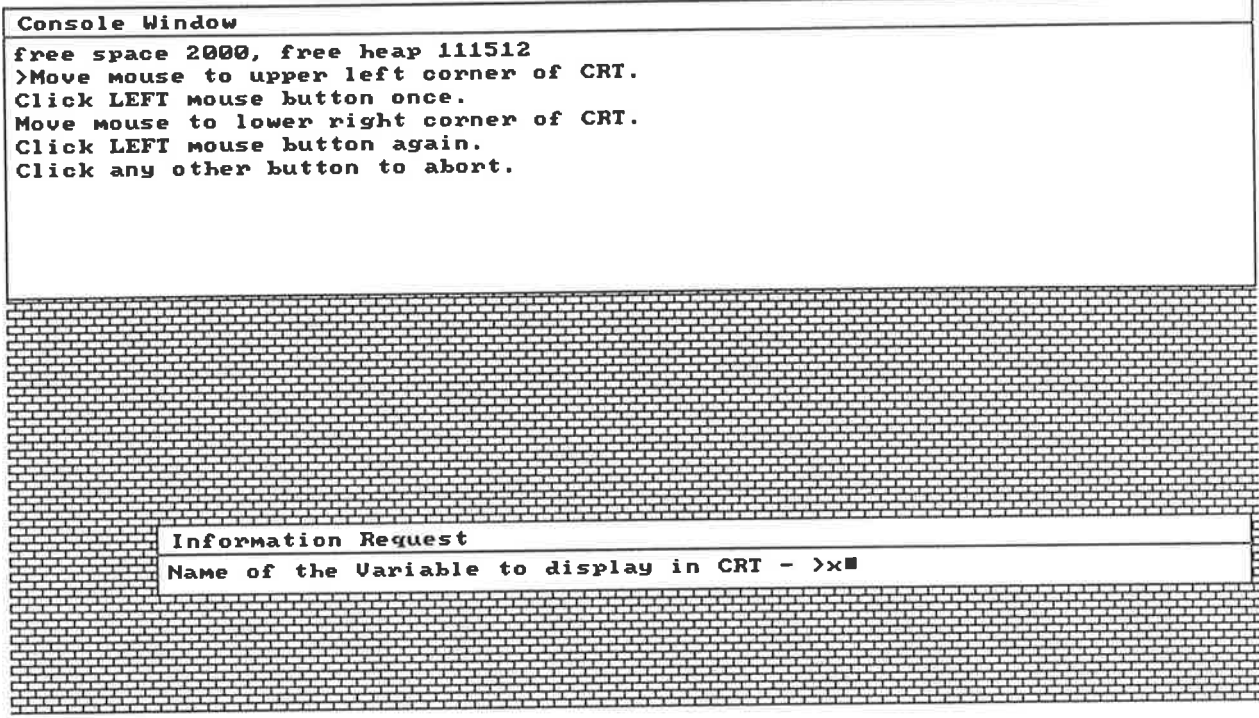 Console Window
free space 2000, free heap 111512
>Move mouse to upper left corner of CRT.
Click LEFT mouse button once.
Move mouse to lower right corner of CRT.
Click LEFT mouse button again.
Click any other button to abort.
Information Request
Name of the Variable to display in CRT - >x